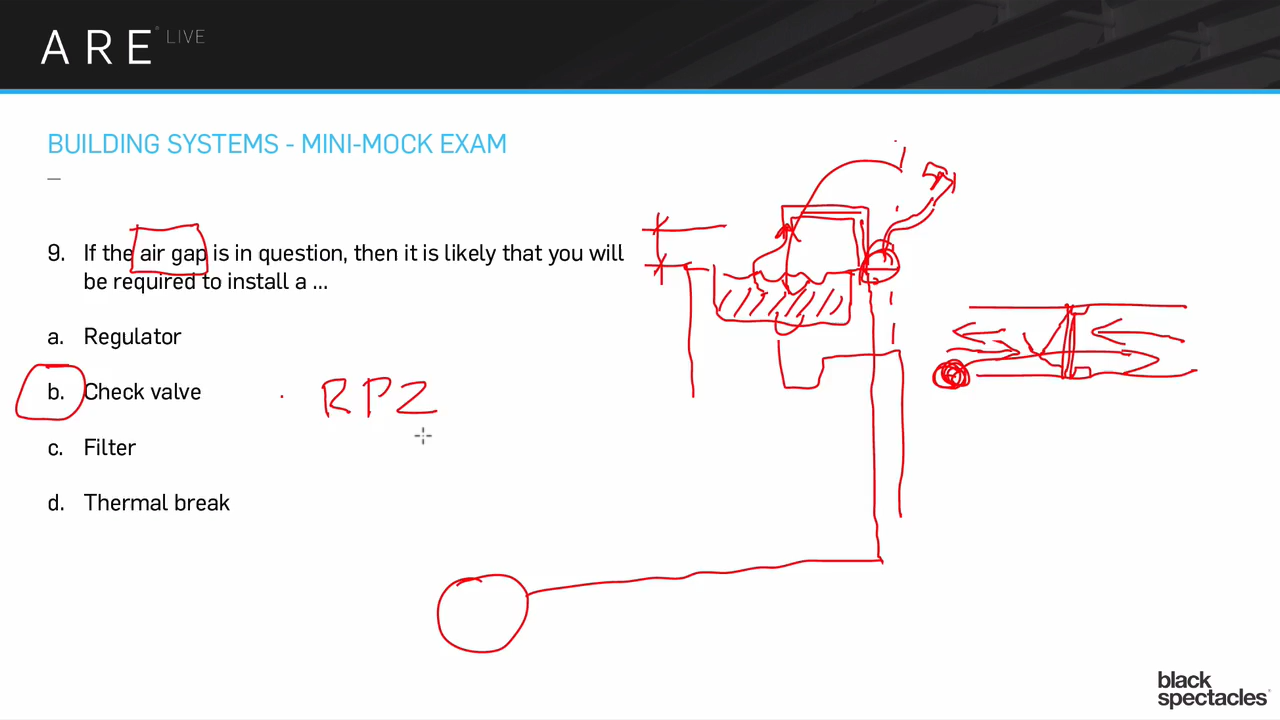 ARE® LIVE
BUILDING SYSTEMS - MINI-MOCK EXAM
9. If the air gap is in question, then it is likely that you will
be required to install a ...
a. Regulator
b. Check valve
RPZ
c. Filter
d. Thermal break
black
spectacles